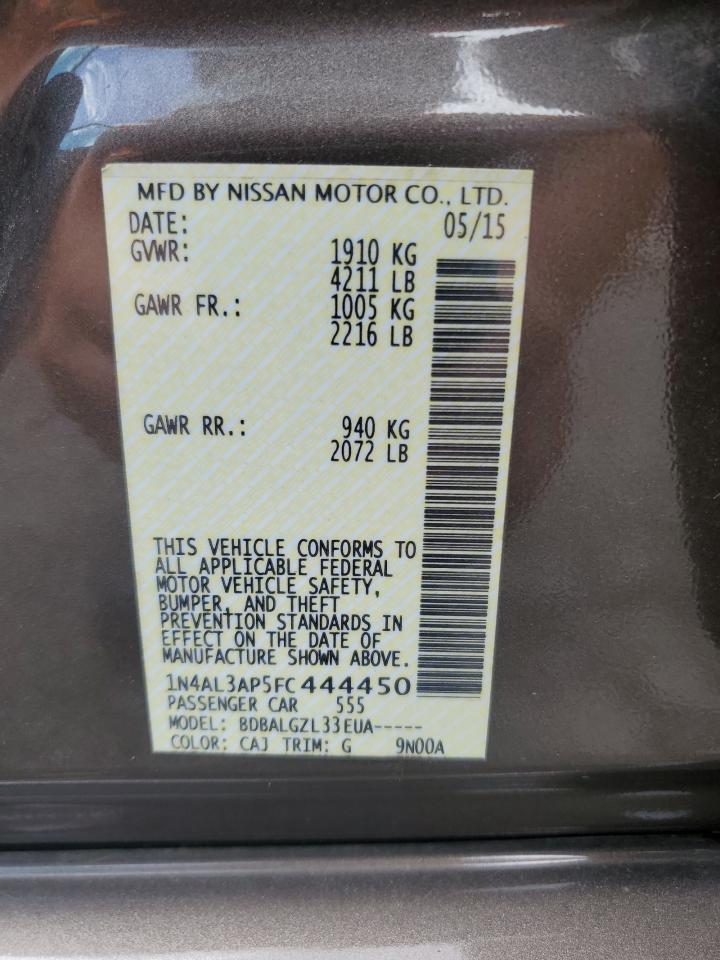 MFD BY NISSAN MOTOR CO., LTD.
DATE: 05/15
GVWR: 1910 KG
4211 LB
GAWR FR.: 1005 KG
2216 LB
GAWR RR.: 940 KG
2072 LB
THIS VEHICLE CONFORMS TO
ALL APPLICABLE FEDERAL
MOTOR VEHICLE SAFETY,
BUMPER, AND THEFT
PREVENTION STANDARDS IN
EFFECT ON THE DATE OF
MANUFACTURE SHOWN ABOVE.
1N4AL3AP5FC444450
PASSENGER CAR 555
MODEL: BDBALGZL33EUA-----
COLOR: CAJ TRIM: G 9N00A